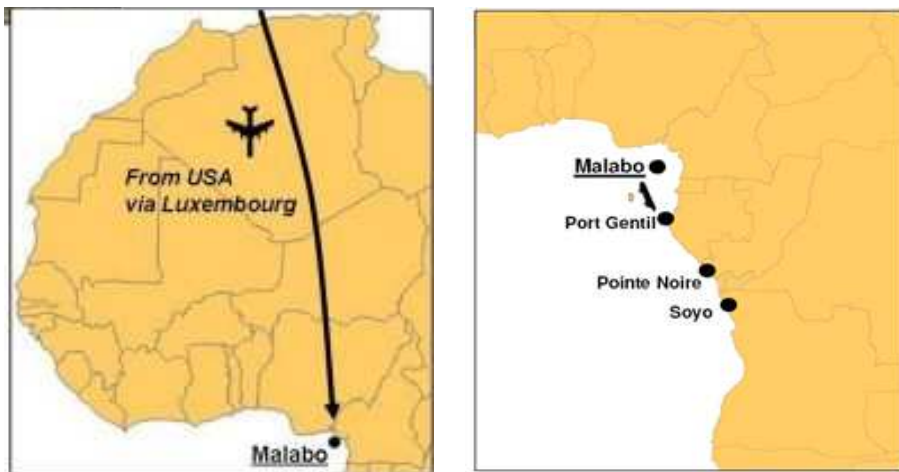 From USA
via Luxembourg
Malabo
Malabo
Port Gentil
Pointe Noire
Soyo